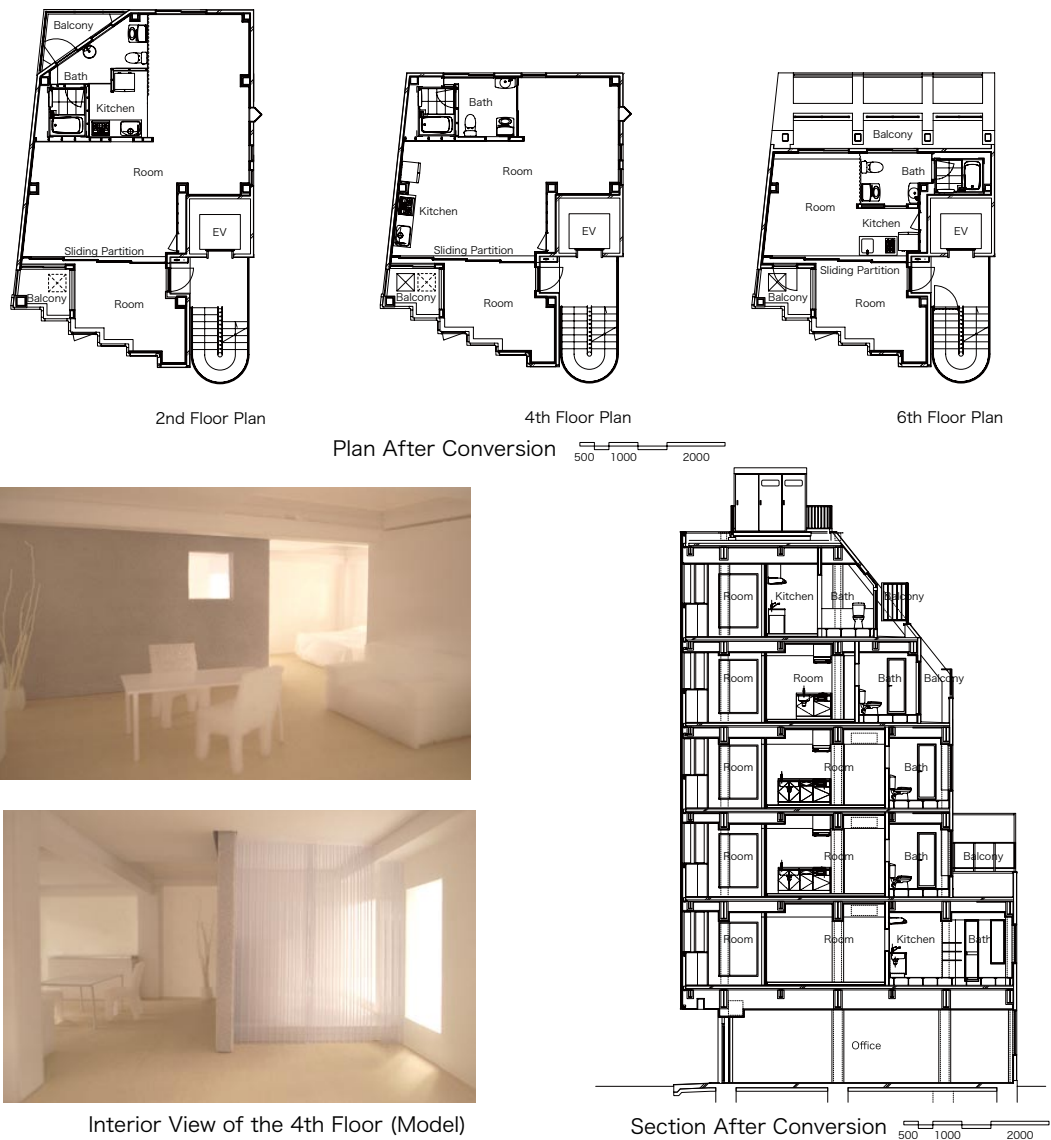 Balcony
Bath
Kitchen
Room
EV
Sliding Partition
Balcony
Room
2nd Floor Plan
Bath
Room
Kitchen
EV
Sliding Partition
Balcony
Room
4th Floor Plan
Balcony
Bath
Room
Kitchen
EV
Sliding Partition
Balcony
Room
6th Floor Plan
Plan After Conversion
500 1000 2000
Room Kitchen Bath Balcony
Room Room Bath Balcony
Room Room Bath
Room Room Bath Balcony
Room Room Kitchen Bath
Office
Interior View of the 4th Floor (Model)
Section After Conversion
500 1000 2000